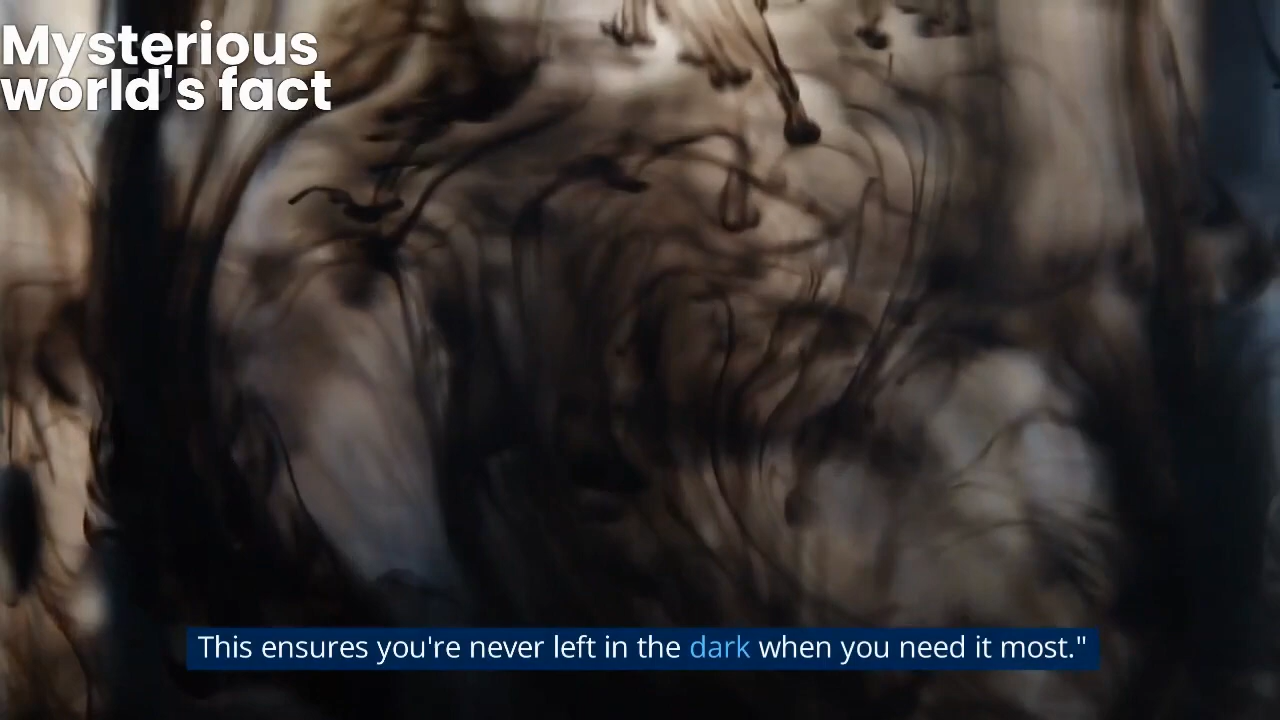 Mysterious
world's fact
This ensures you're never left in the dark when you need it most."